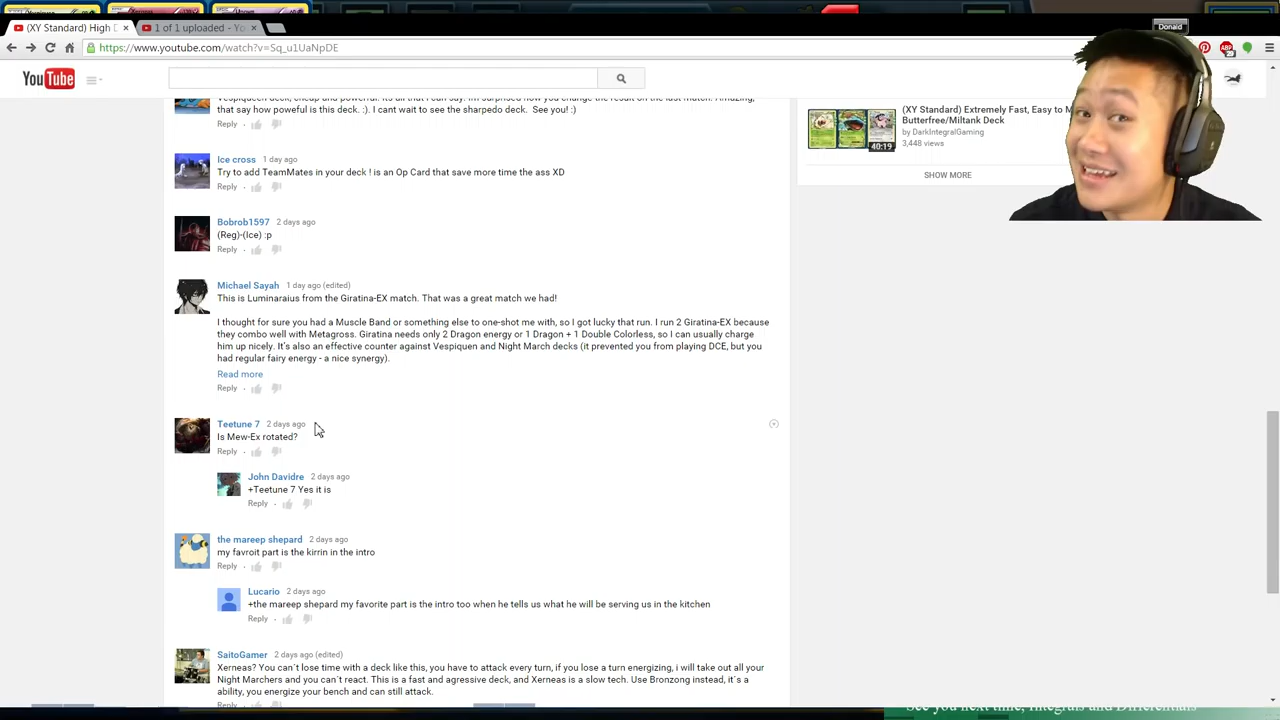 (XY Standard) High E
1 of 1 uploaded - Yo
Donald
https://www.youtube.com/watch?v=Sq_u1UaNpDE
YouTube
Vespiqueen deck, cheap and powerful. It's all that I can say. Im surprised how you change the result on the last match. Amazing,
that say how poweful is this deck. :). I cant wait to see the sharpedo deck. See you! :)
Reply
Ice cross 1 day ago
Try to add TeamMates in your deck ! is an Op Card that save more time the ass XD
Reply
Bobrob1597 2 days ago
(Reg)-(Ice) :p
Reply
Michael Sayah 1 day ago (edited)
This is Luminaraius from the Giratina-EX match. That was a great match we had!
I thought for sure you had a Muscle Band or something else to one-shot me with, so I got lucky that run. I run 2 Giratina-EX because
they combo well with Metagross. Giratina needs only 2 Dragon energy or 1 Dragon + 1 Double Colorless, so I can usually charge
him up nicely. It's also an effective counter against Vespiquen and Night March decks (it prevented you from playing DCE, but you
had regular fairy energy - a nice synergy).
Read more
Reply
Teetune 7 2 days ago
Is Mew-Ex rotated?
Reply
John Davidre 2 days ago
+Teetune 7 Yes it is
Reply
the mareep shepard 2 days ago
my favroit part is the kirrin in the intro
Reply
Lucario 2 days ago
+the mareep shepard my favorite part is the intro too when he tells us what he will be serving us in the kitchen
Reply
SaitoGamer 2 days ago (edited)
Xerneas? You can´t lose time with a deck like this, you have to attack every turn, if you lose a turn energizing, i will take out all your
Night Marchers and you can't react. This is a fast and agressive deck, and Xerneas is a slow tech. Use Bronzong instead, it´s a
ability, you energize your bench and can still attack.
Reply
(XY Standard) Extremely Fast, Easy to M
Butterfree/Miltank Deck
by DarkIntegralGaming
3,448 views
40:19
SHOW MORE
See you next time, Integrals and Differentials